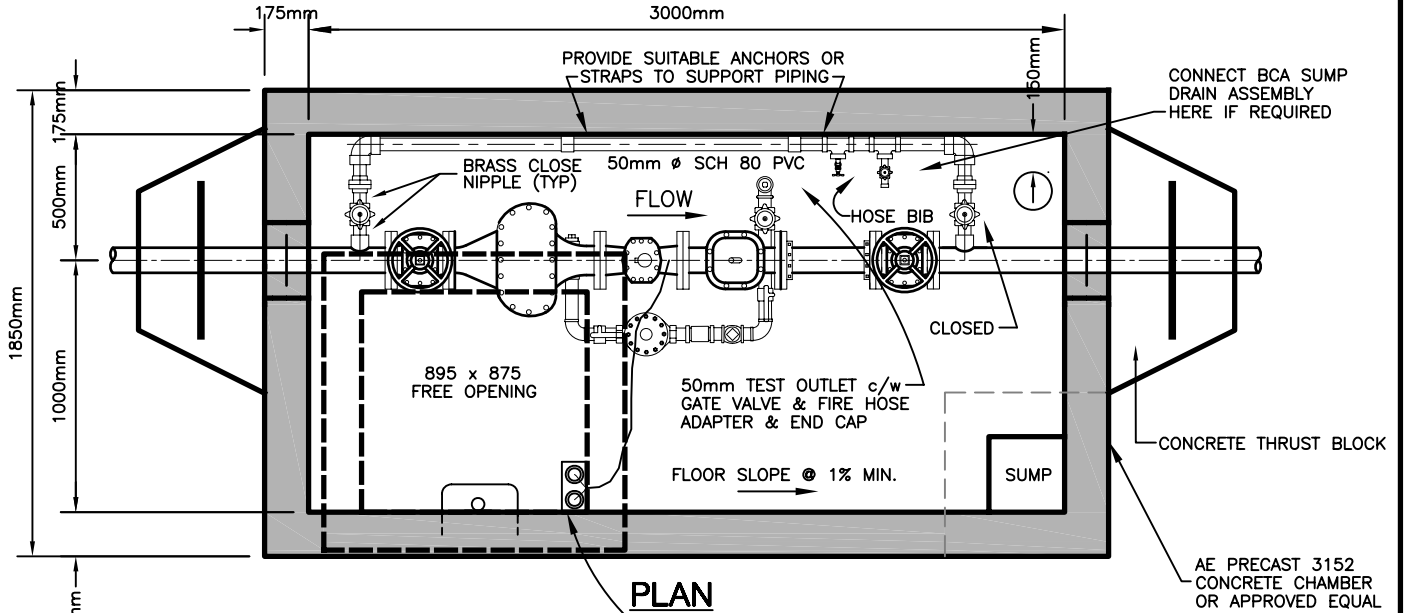 175mm
3000mm
PROVIDE SUITABLE ANCHORS OR
STRAPS TO SUPPORT PIPING
150mm
CONNECT BCA SUMP
DRAIN ASSEMBLY
HERE IF REQUIRED
175mm
BRASS CLOSE
NIPPLE (TYP)
50mm ø SCH 80 PVC
FLOW
HOSE BIB
500mm
CLOSED
1850mm
1000mm
895 x 875
FREE OPENING
50mm TEST OUTLET c/w
GATE VALVE & FIRE HOSE
ADAPTER & END CAP
CONCRETE THRUST BLOCK
FLOOR SLOPE @ 1% MIN.
SUMP
AE PRECAST 3152
CONCRETE CHAMBER
OR APPROVED EQUAL
PLAN